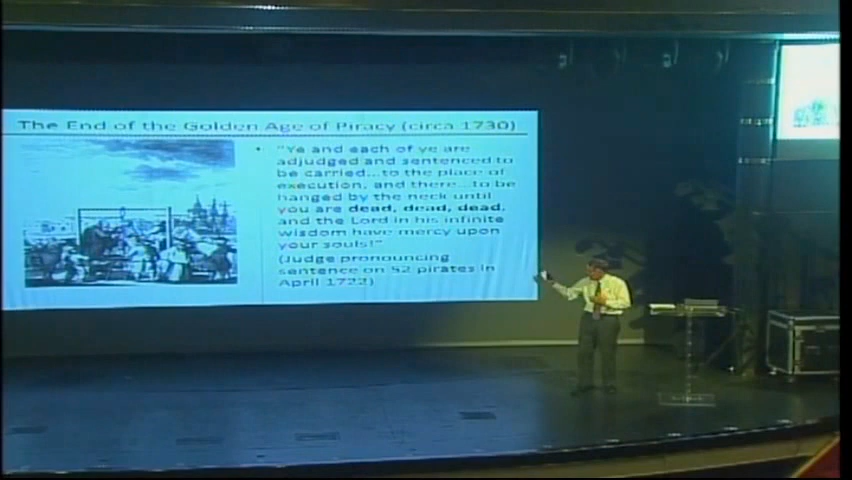 The End of the Golden Age of Piracy (circa 1730)
• "Ye and each of ye are
adjudged and sentenced to
be carried...to the place of
execution, and there...to be
hanged by the neck until
you are dead, dead, dead,
and the Lord in his infinite
wisdom have mercy upon
your souls!"
(Judge pronouncing
sentence on 52 pirates in
April 1722)